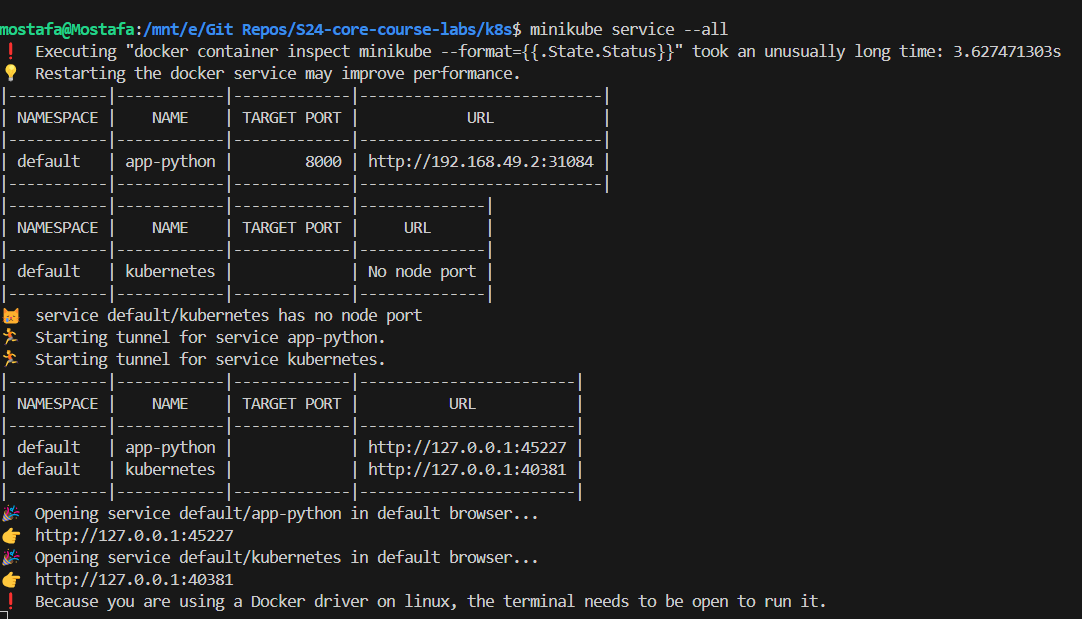 mostafa@Mostafa:/mnt/e/Git Repos/S24-core-course-labs/k8s$ minikube service --all
❗  Executing "docker container inspect minikube --format={{.State.Status}}" took an unusually long time: 3.627471303s
💡  Restarting the docker service may improve performance.
|-----------|------------|-------------|---------------------------|
| NAMESPACE |    NAME    | TARGET PORT |            URL            |
|-----------|------------|-------------|---------------------------|
| default   | app-python |        8000 | http://192.168.49.2:31084 |
|-----------|------------|-------------|---------------------------|
|-----------|------------|-------------|--------------|
| NAMESPACE |    NAME    | TARGET PORT |     URL      |
|-----------|------------|-------------|--------------|
| default   | kubernetes |             | No node port |
|-----------|------------|-------------|--------------|
😿  service default/kubernetes has no node port
🏃  Starting tunnel for service app-python.
🏃  Starting tunnel for service kubernetes.
|-----------|------------|-------------|------------------------|
| NAMESPACE |    NAME    | TARGET PORT |          URL           |
|-----------|------------|-------------|------------------------|
| default   | app-python |             | http://127.0.0.1:45227 |
| default   | kubernetes |             | http://127.0.0.1:40381 |
|-----------|------------|-------------|------------------------|
🎉  Opening service default/app-python in default browser...
👉  http://127.0.0.1:45227
🎉  Opening service default/kubernetes in default browser...
👉  http://127.0.0.1:40381
❗  Because you are using a Docker driver on linux, the terminal needs to be open to run it.